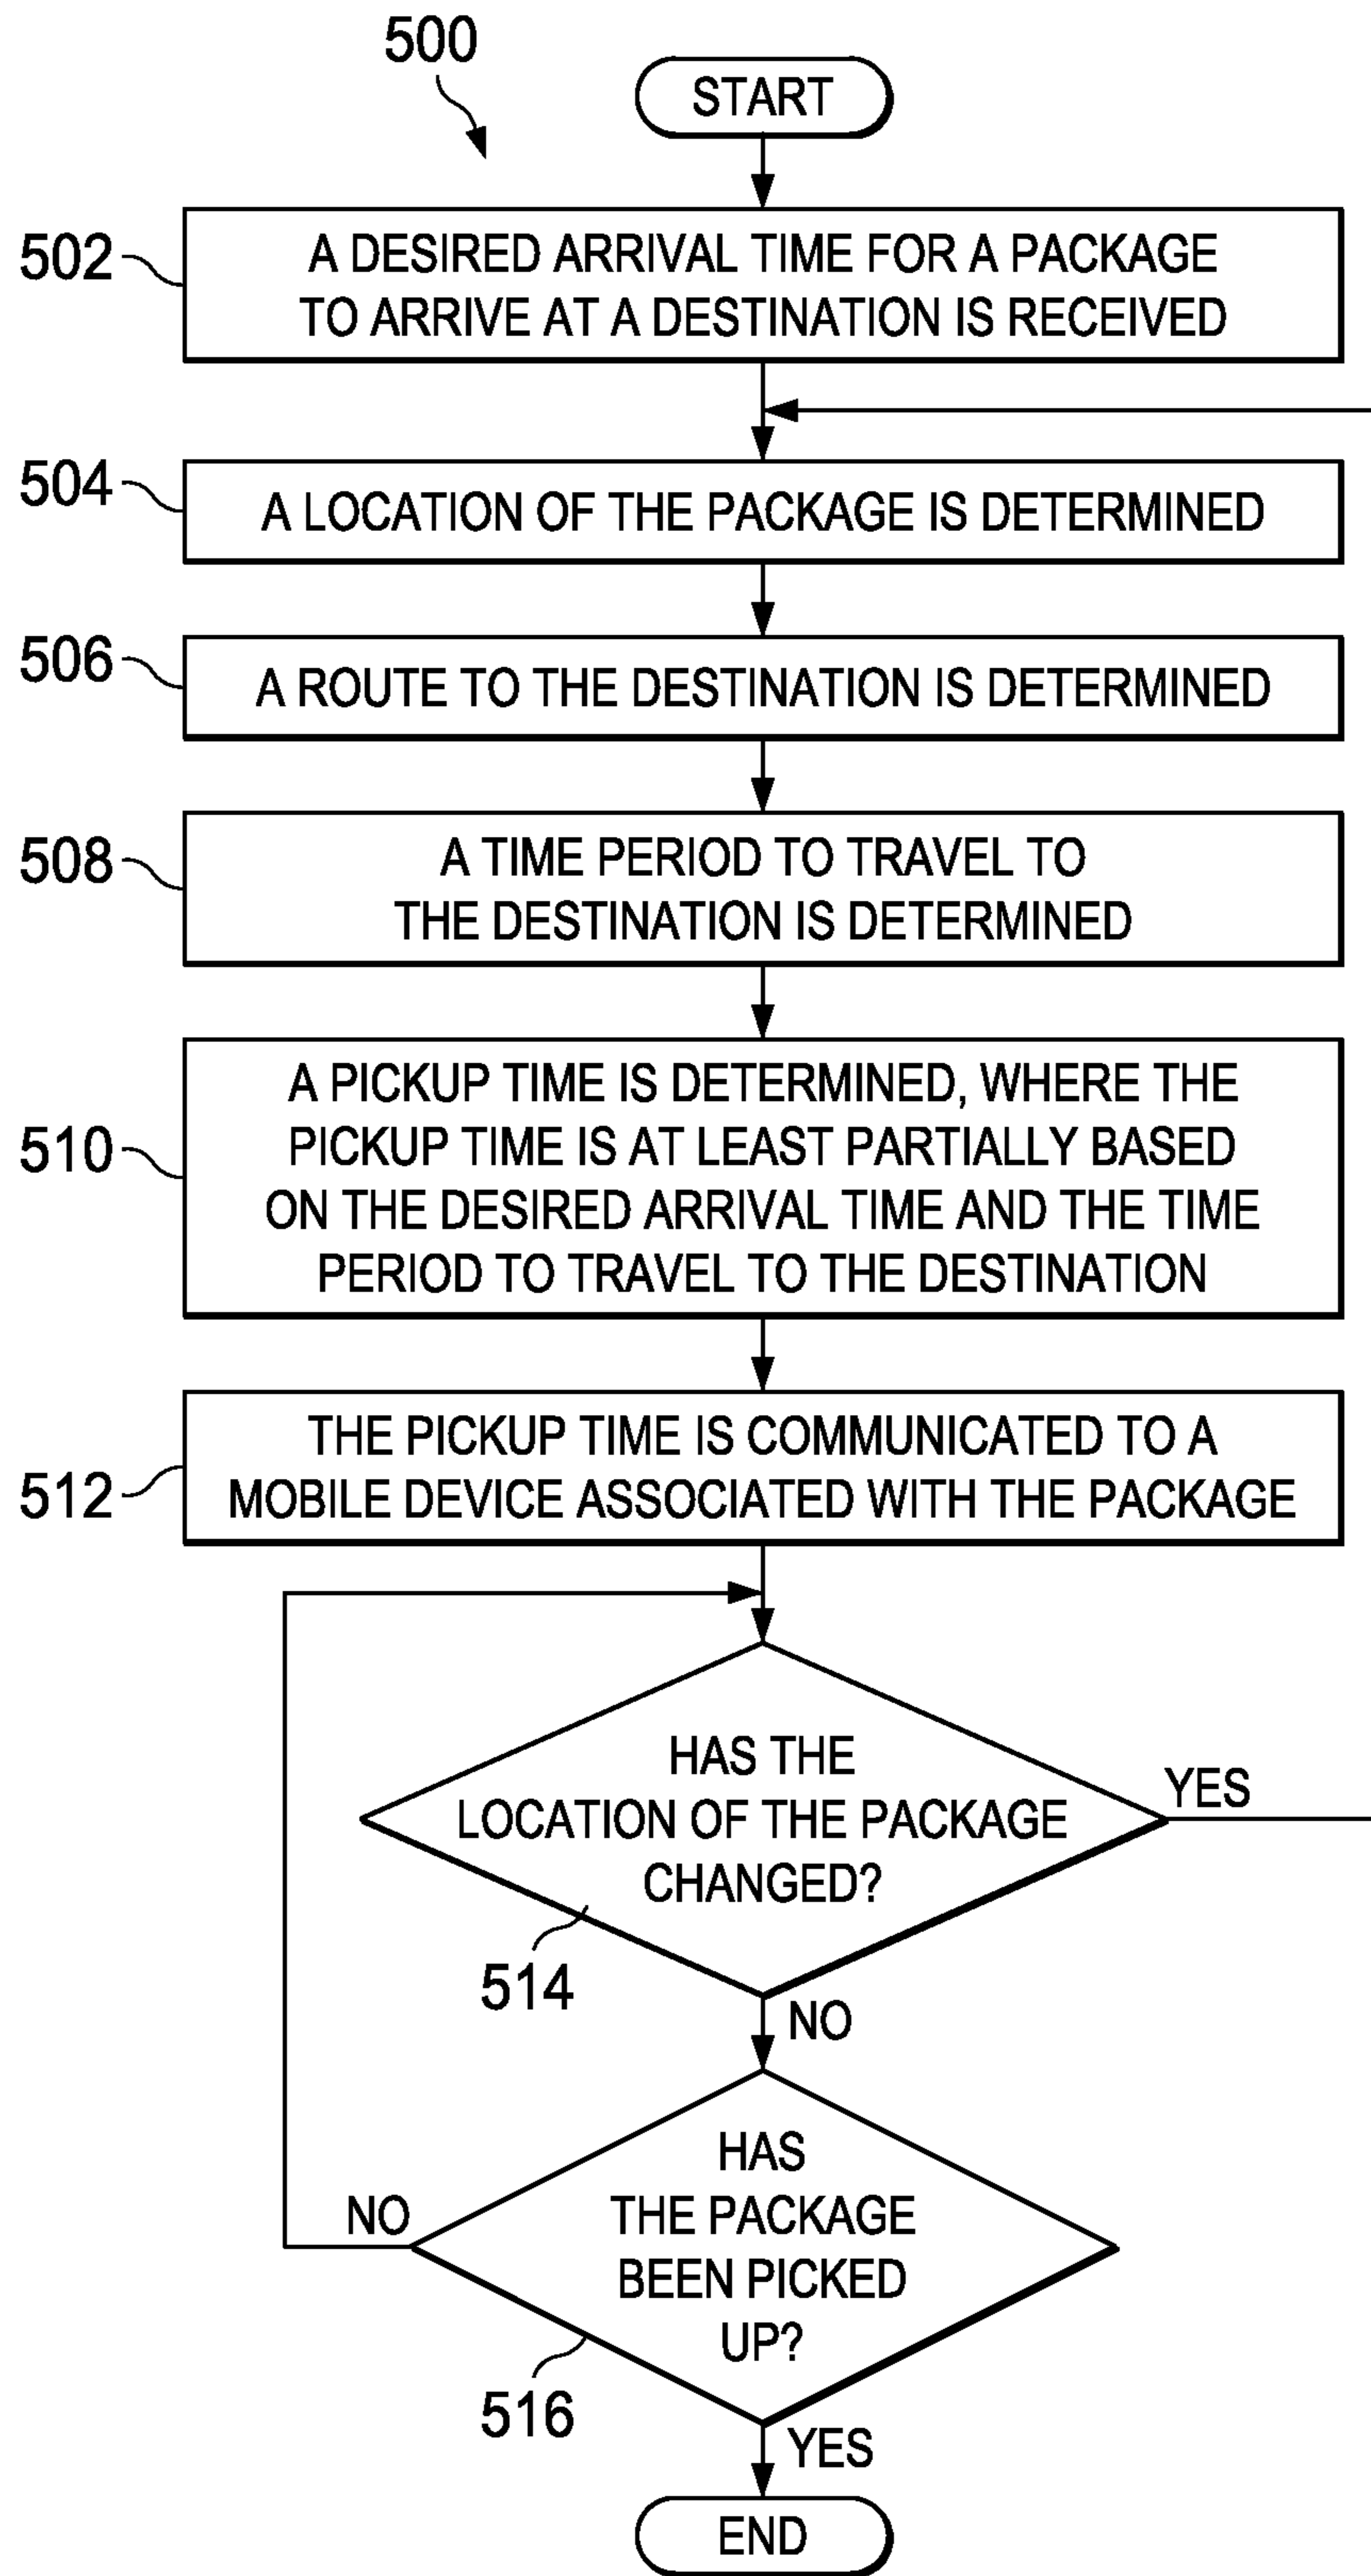 500
START
502
A DESIRED ARRIVAL TIME FOR A PACKAGE
TO ARRIVE AT A DESTINATION IS RECEIVED
504
A LOCATION OF THE PACKAGE IS DETERMINED
506
A ROUTE TO THE DESTINATION IS DETERMINED
508
A TIME PERIOD TO TRAVEL TO
THE DESTINATION IS DETERMINED
510
A PICKUP TIME IS DETERMINED, WHERE THE
PICKUP TIME IS AT LEAST PARTIALLY BASED
ON THE DESIRED ARRIVAL TIME AND THE TIME
PERIOD TO TRAVEL TO THE DESTINATION
512
THE PICKUP TIME IS COMMUNICATED TO A
MOBILE DEVICE ASSOCIATED WITH THE PACKAGE
HAS THE
LOCATION OF THE PACKAGE
CHANGED?
YES
514
NO
HAS
THE PACKAGE
BEEN PICKED
UP?
NO
516
YES
END